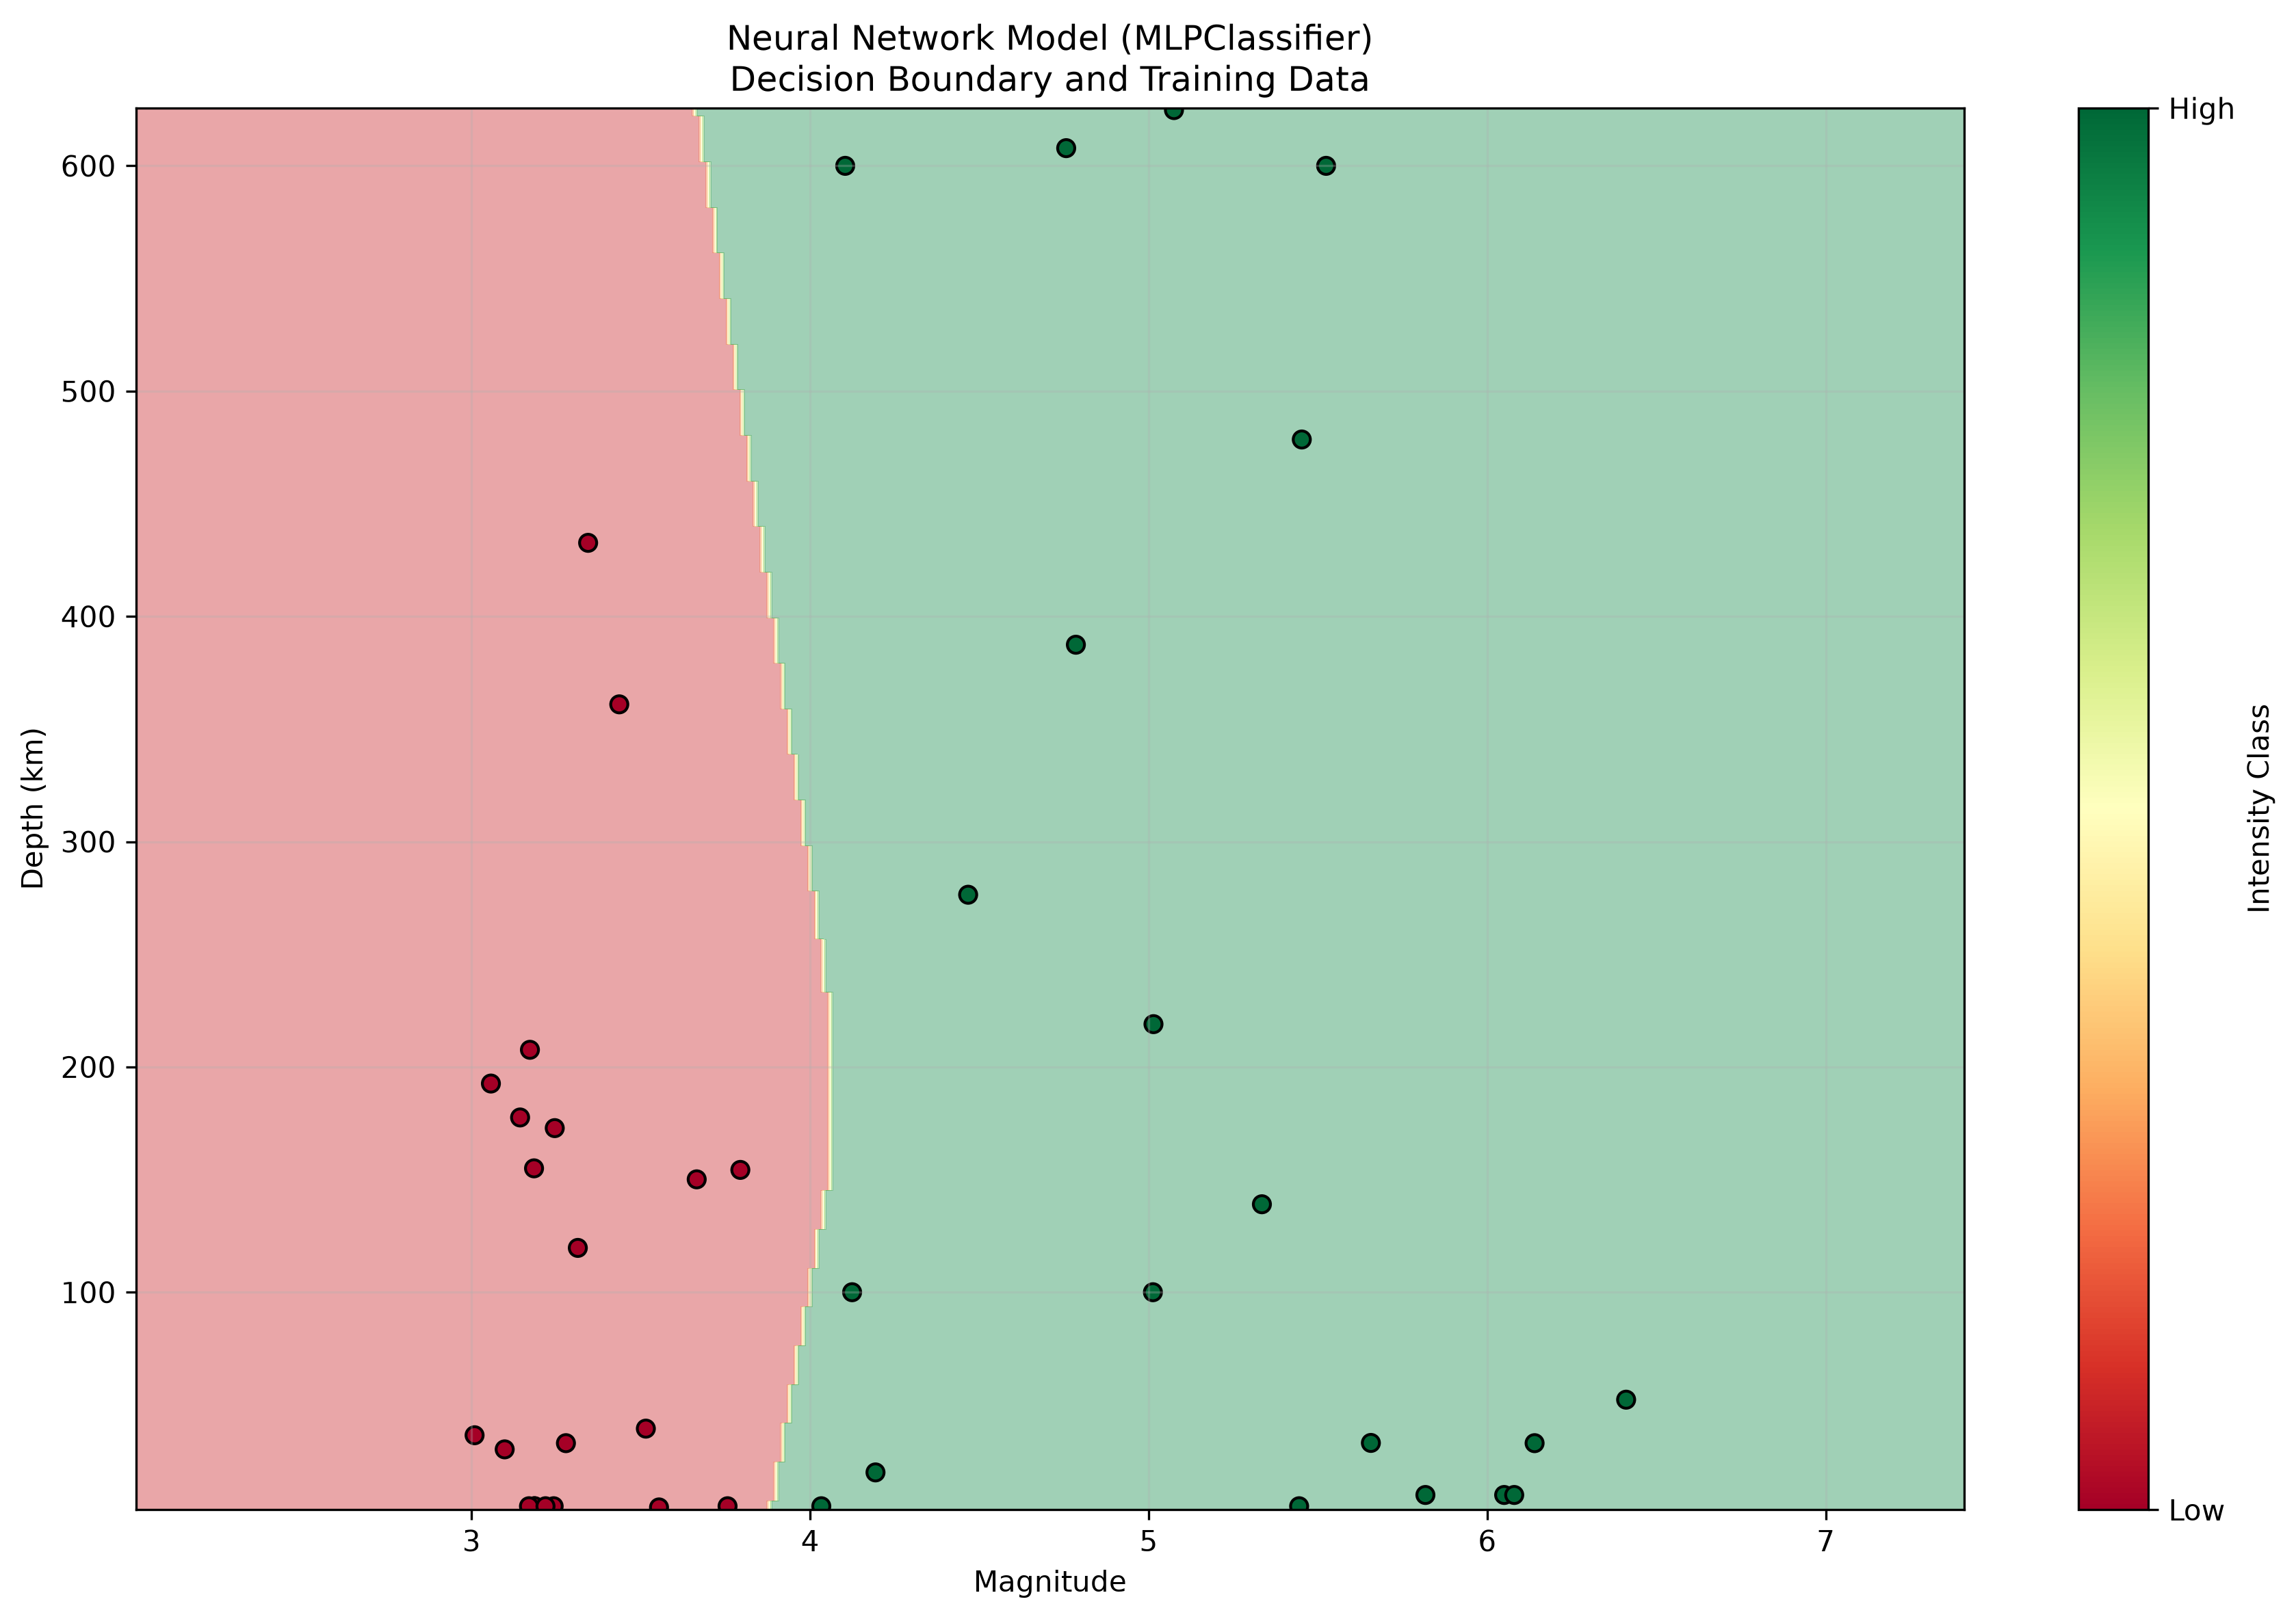 Neural Network Model (MLPClassifier)
Decision Boundary and Training Data
High
600
500
400
300
200
100
Depth (km)
Intensity Class
Low
3 4 5 6 7
Magnitude